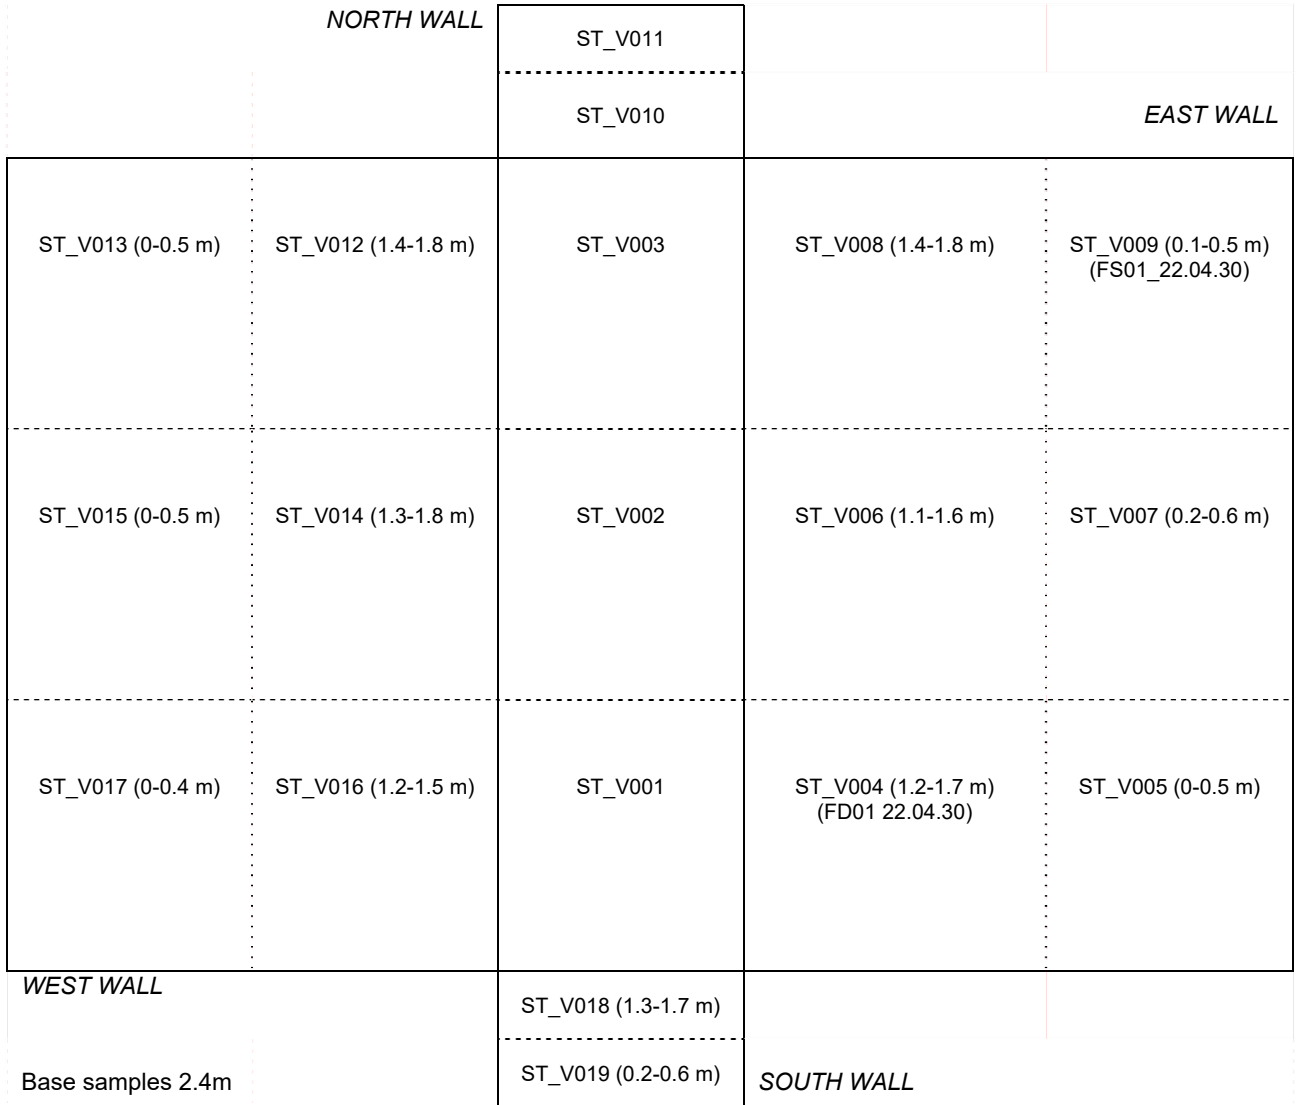 NORTH WALL
ST_V011
ST_V010
EAST WALL
ST_V013 (0-0.5 m)
ST_V012 (1.4-1.8 m)
ST_V003
ST_V008 (1.4-1.8 m)
ST_V009 (0.1-0.5 m)
(FS01_22.04.30)
ST_V015 (0-0.5 m)
ST_V014 (1.3-1.8 m)
ST_V002
ST_V006 (1.1-1.6 m)
ST_V007 (0.2-0.6 m)
ST_V017 (0-0.4 m)
ST_V016 (1.2-1.5 m)
ST_V001
ST_V004 (1.2-1.7 m)
(FD01 22.04.30)
ST_V005 (0-0.5 m)
WEST WALL
ST_V018 (1.3-1.7 m)
Base samples 2.4m
ST_V019 (0.2-0.6 m)
SOUTH WALL